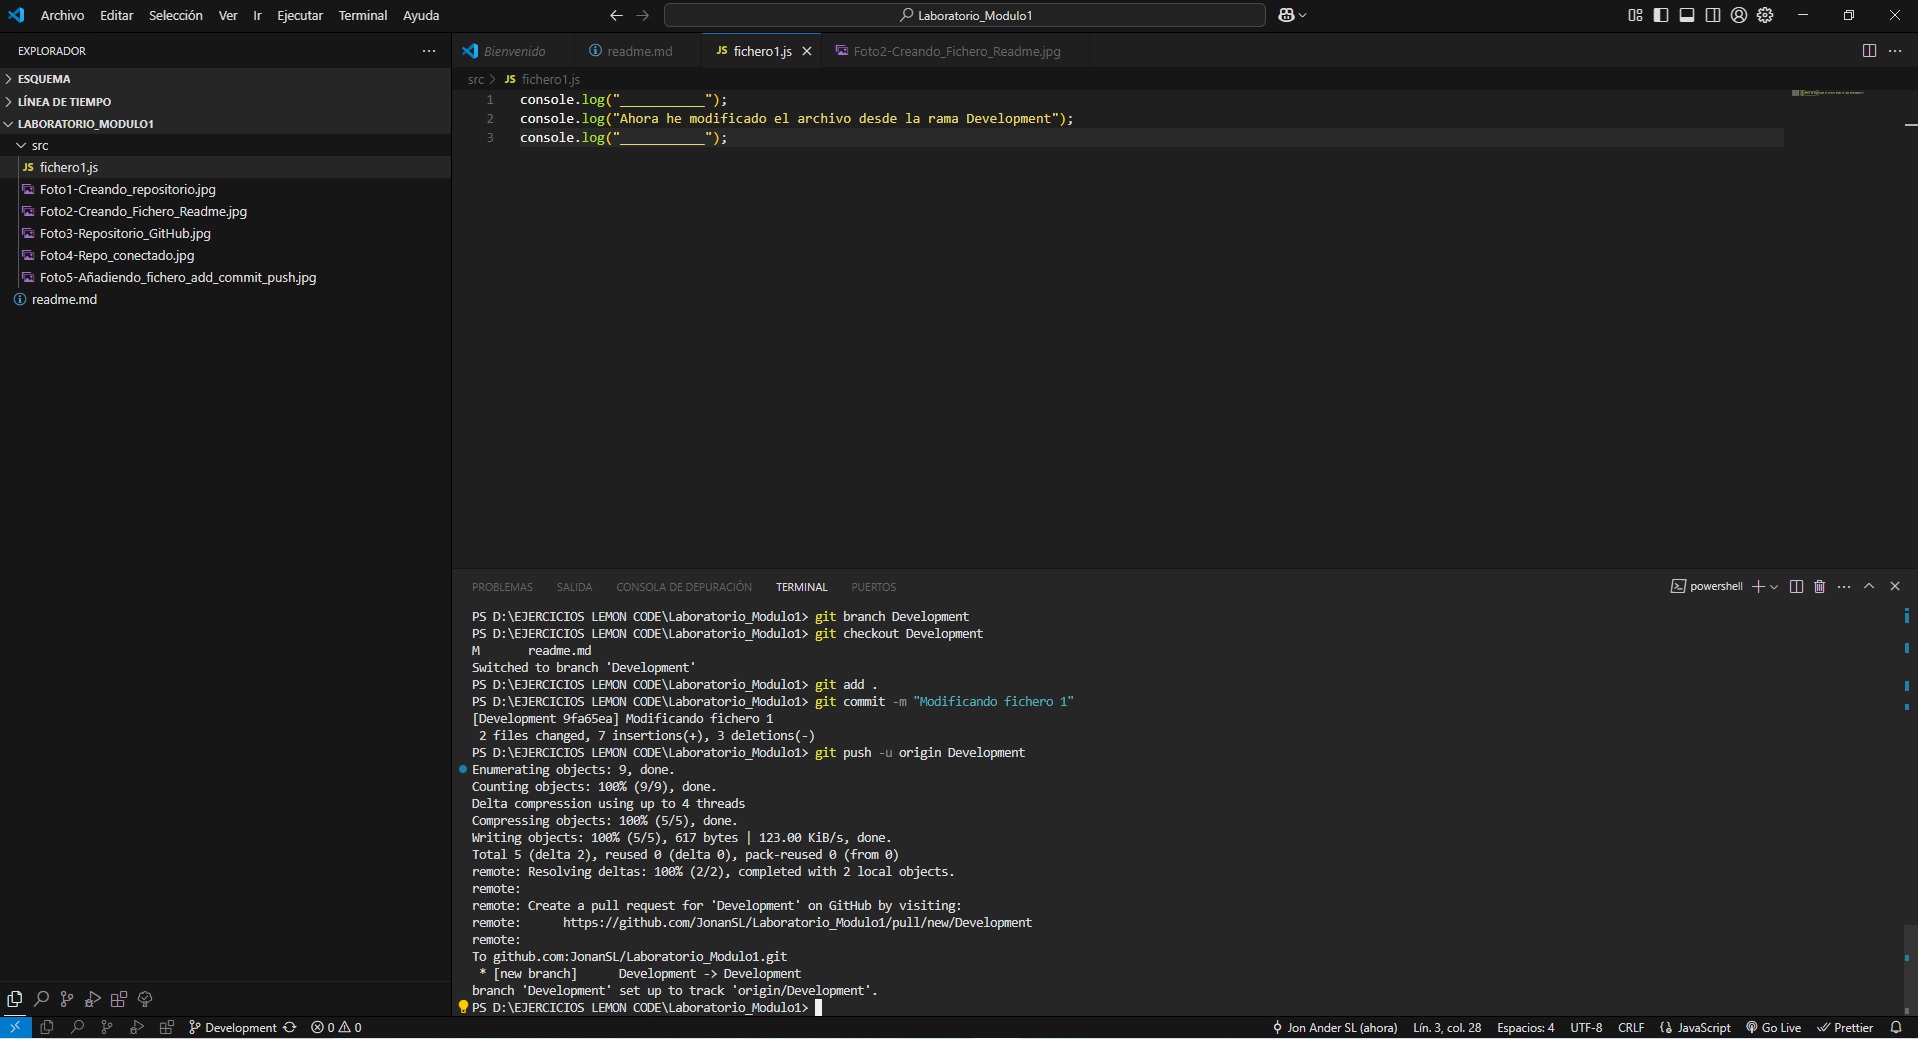 Archivo Editar Selección Ver Ir Ejecutar Terminal Ayuda
Laboratorio_Modulo1
EXPLORADOR
ESQUEMA
LÍNEA DE TIEMPO
LABORATORIO_MODULO1
src
JS fichero1.js
Foto1-Creando_repositorio.jpg
Foto2-Creando_Fichero_Readme.jpg
Foto3-Repositorio_GitHub.jpg
Foto4-Repo_conectado.jpg
Foto5-Añadiendo_fichero_add_commit_push.jpg
readme.md
Bienvenido
readme.md
JS fichero1.js
Foto2-Creando_Fichero_Readme.jpg
src > JS fichero1.js
1 console.log("___________");
2 console.log("Ahora he modificado el archivo desde la rama Development");
3 console.log("___________");
PROBLEMAS SALIDA CONSOLA DE DEPURACIÓN TERMINAL PUERTOS
powershell
PS D:\EJERCICIOS LEMON CODE\Laboratorio_Modulo1> git branch Development
PS D:\EJERCICIOS LEMON CODE\Laboratorio_Modulo1> git checkout Development
M       readme.md
Switched to branch 'Development'
PS D:\EJERCICIOS LEMON CODE\Laboratorio_Modulo1> git add .
PS D:\EJERCICIOS LEMON CODE\Laboratorio_Modulo1> git commit -m "Modificando fichero 1"
[Development 9fa65ea] Modificando fichero 1
 2 files changed, 7 insertions(+), 3 deletions(-)
PS D:\EJERCICIOS LEMON CODE\Laboratorio_Modulo1> git push -u origin Development
Enumerating objects: 9, done.
Counting objects: 100% (9/9), done.
Delta compression using up to 4 threads
Compressing objects: 100% (5/5), done.
Writing objects: 100% (5/5), 617 bytes | 123.00 KiB/s, done.
Total 5 (delta 2), reused 0 (delta 0), pack-reused 0 (from 0)
remote: Resolving deltas: 100% (2/2), completed with 2 local objects.
remote:
remote: Create a pull request for 'Development' on GitHub by visiting:
remote:      https://github.com/JonanSL/Laboratorio_Modulo1/pull/new/Development
remote:
To github.com:JonanSL/Laboratorio_Modulo1.git
 * [new branch]      Development -> Development
branch 'Development' set up to track 'origin/Development'.
PS D:\EJERCICIOS LEMON CODE\Laboratorio_Modulo1>
Development 0 0 Jon Ander SL (ahora) Lín. 3, col. 28 Espacios: 4 UTF-8 CRLF JavaScript Go Live Prettier